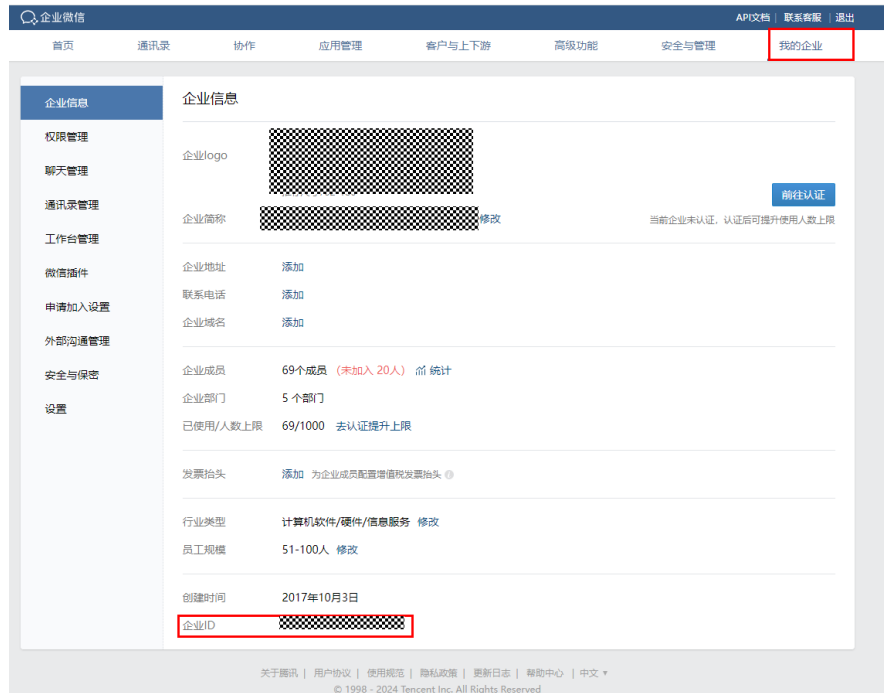 企业微信 API文档 | 联系客服 | 退出
首页 通讯录 协作 应用管理 客户与上下游 高级功能 安全与管理 我的企业
企业信息
权限管理
聊天管理
通讯录管理
工作台管理
微信插件
申请加入设置
外部沟通管理
安全与保密
设置
企业信息
企业logo
前往认证
企业简称 修改 当前企业未认证，认证后可提升使用人数上限
企业地址 添加
联系电话 添加
企业域名 添加
企业成员 69个成员 （未加入 20人） 统计
企业部门 5 个部门
已使用/人数上限 69/1000 去认证提升上限
发票抬头 添加 为企业成员配置增值税发票抬头
行业类型 计算机软件/硬件/信息服务 修改
员工规模 51-100人 修改
创建时间 2017年10月3日
企业ID
关于腾讯 | 用户协议 | 使用规范 | 隐私政策 | 更新日志 | 帮助中心 | 中文
© 1998 - 2024 Tencent Inc. All Rights Reserved